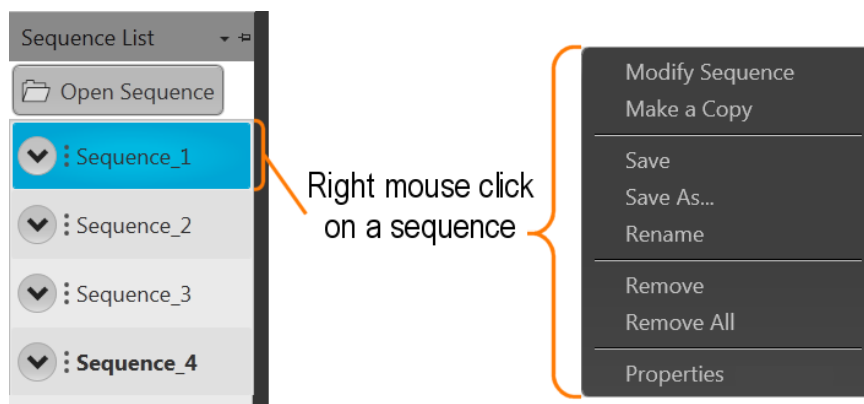 Sequence List
Open Sequence
Sequence_1
Sequence_2
Sequence_3
Sequence_4
Right mouse click
on a sequence
Modify Sequence
Make a Copy
Save
Save As...
Rename
Remove
Remove All
Properties